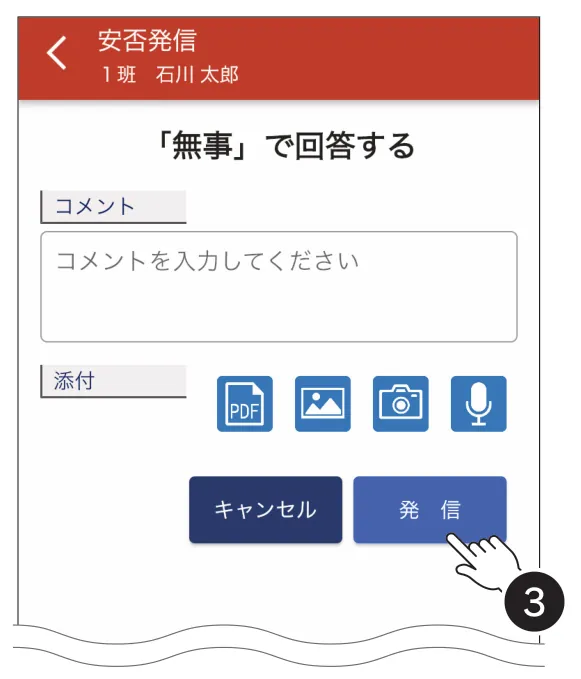 安否発信
1班 石川 太郎
「無事」で回答する
コメント
コメントを入力してください
添付
PDF
キャンセル
発 信
3